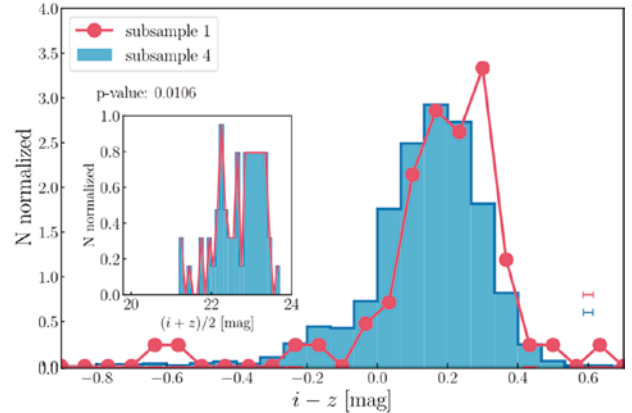 4.0
subsample 1
subsample 4
3.5
p-value: 0.0106
3.0
1.0
2.5
0.8
2.0
0.6
N normalized
N normalized
1.5
0.4
0.2
1.0
0.0
20 22 24
0.5
(i + z)/2 [mag]
0.0
−0.8 −0.6 −0.4 −0.2 0.0 0.2 0.4 0.6
i − z [mag]